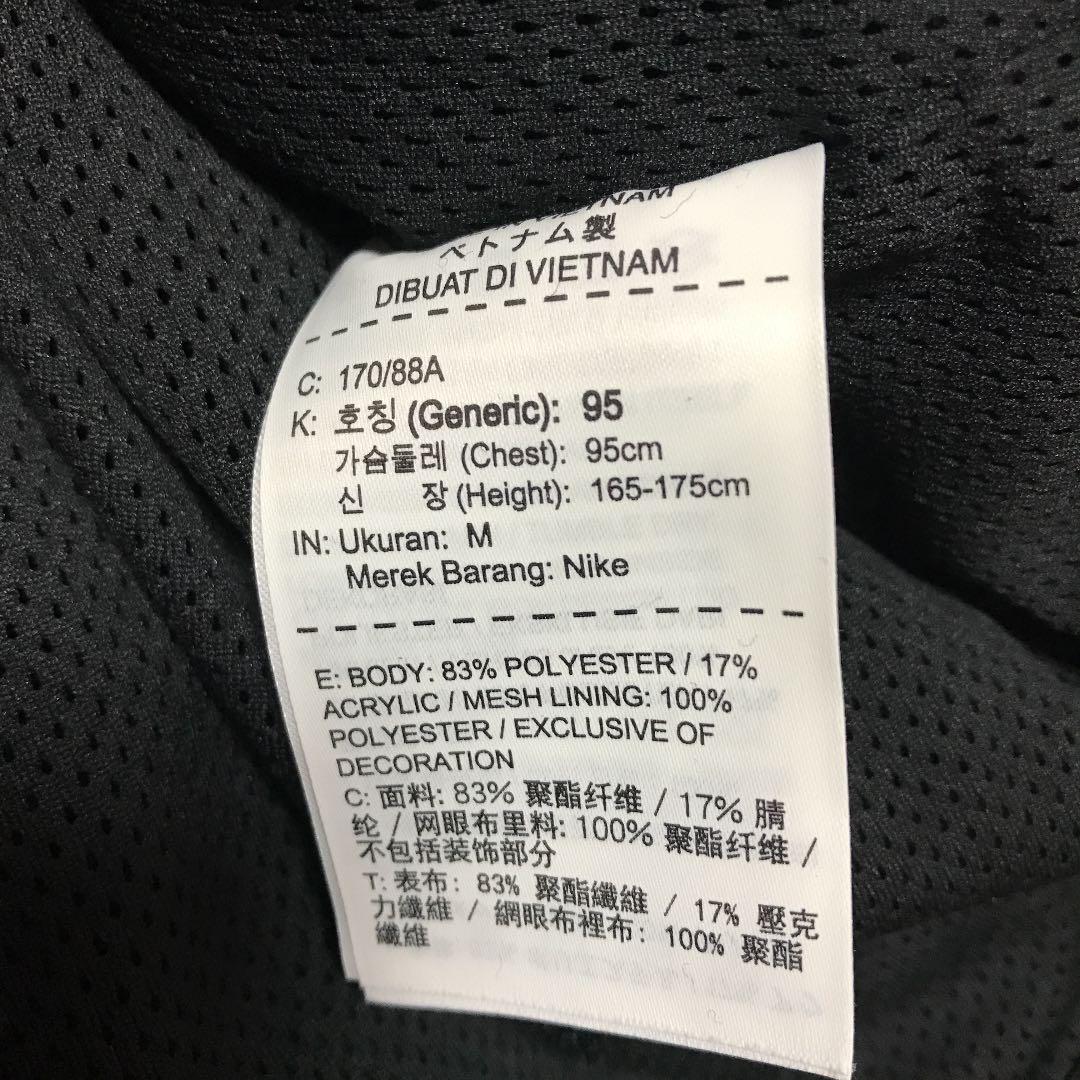 VIETNAM
ベトナム製
DIBUAT DI VIETNAM
C: 170/88A
K: 호칭 (Generic): 95
가슴둘레 (Chest): 95cm
신 장 (Height): 165-175cm
IN: Ukuran: M
Merek Barang: Nike
E: BODY: 83% POLYESTER / 17%
ACRYLIC / MESH LINING: 100%
POLYESTER / EXCLUSIVE OF
DECORATION
C: 面料: 83% 聚酯纤维 / 17% 腈
纶 / 网眼布里料: 100% 聚酯纤维 /
不包括装饰部分
T: 表布: 83% 聚酯纖維 / 17% 壓克
力纖維 / 網眼布裡布: 100% 聚酯
纖維